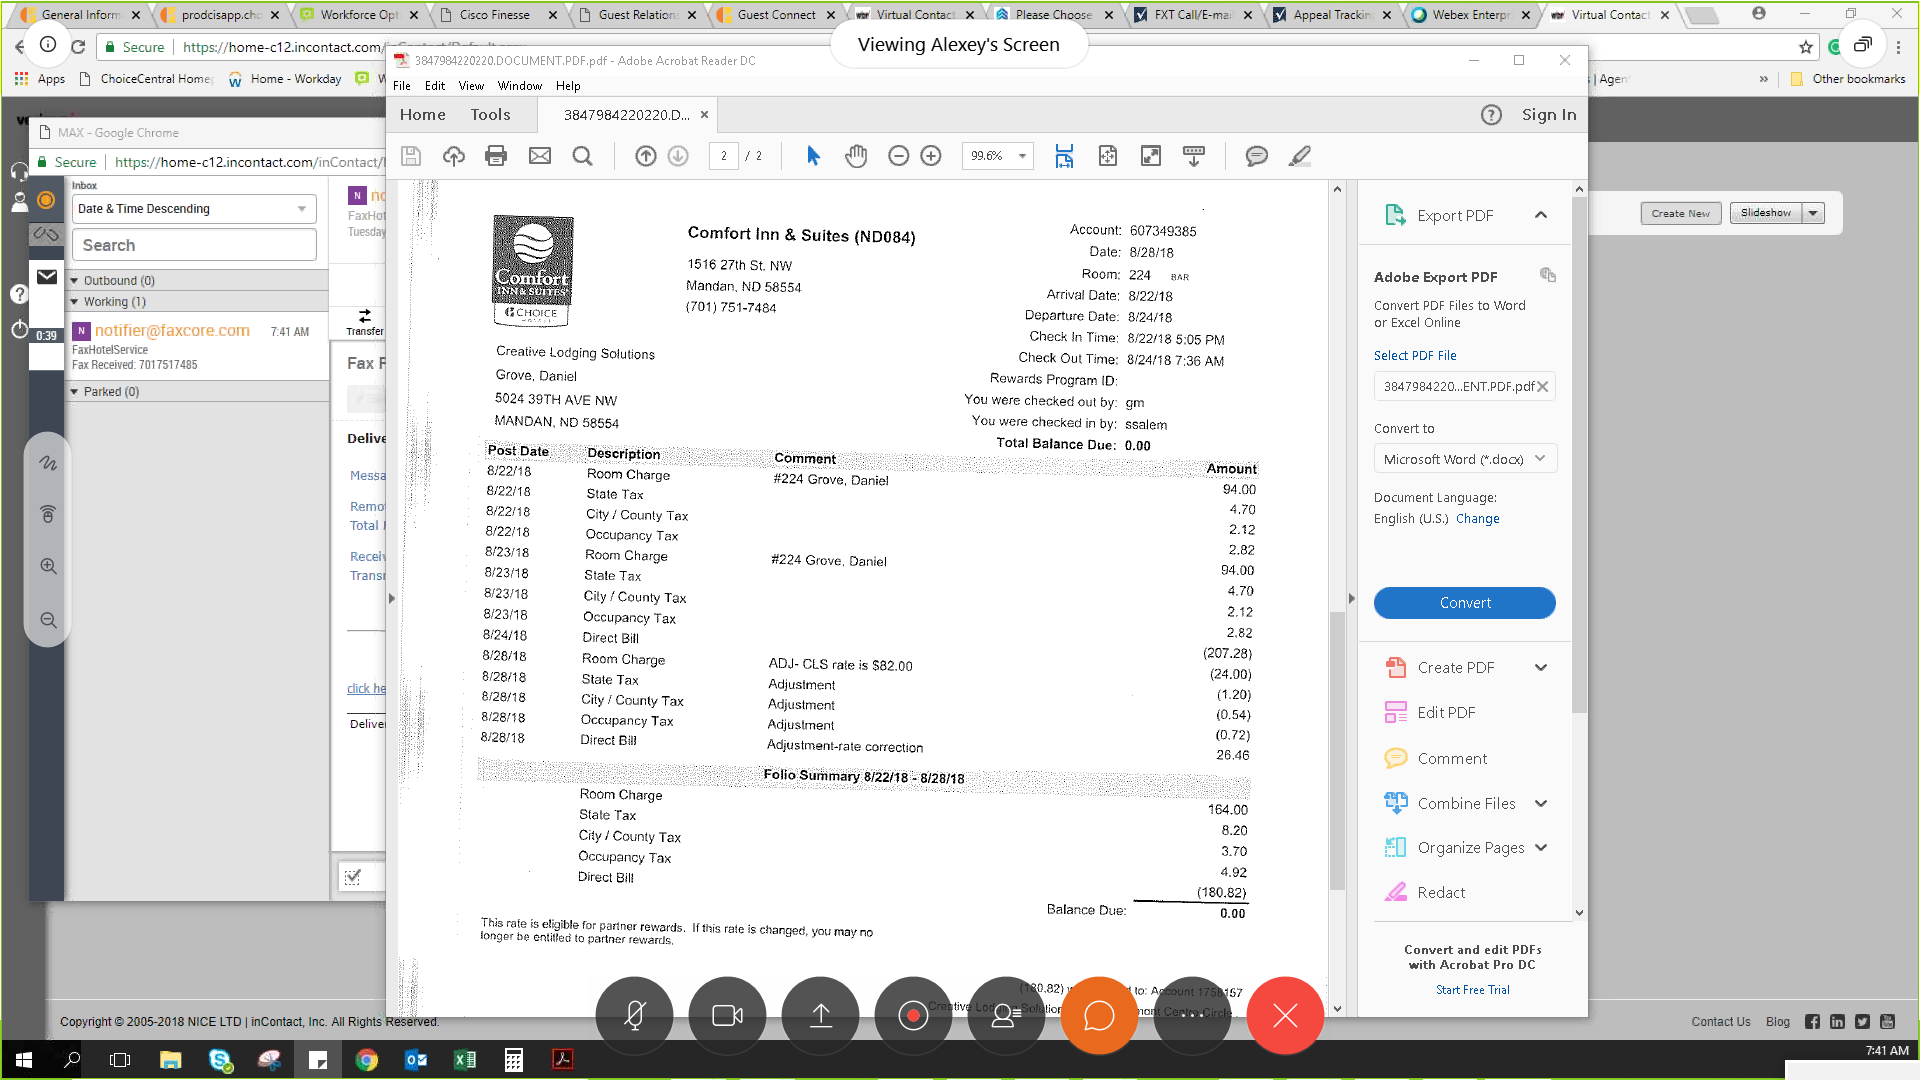 General Inform
prodcisapp.cho
Workforce Opt
Cisco Finesse
Guest Relation
Guest Connect
Virtual Contact
Please Choose
FXT Call/E-mai
Appeal Trackin
Webex Enterpr
Virtual Contac
Secure
https://home-c12.incontact.com/
Viewing Alexey's Screen
Apps
ChoiceCentral Home
Home - Workday
Other bookmarks
3847984220220.DOCUMENT.PDF.pdf - Adobe Acrobat Reader DC
File Edit View Window Help
Home Tools 3847984220220.D...
Sign In
2 / 2
99.6%
MAX - Google Chrome
Secure
https://home-c12.incontact.com/inContact/
Inbox
Date & Time Descending
Search
Outbound (0)
Working (1)
N notifier@faxcore.com 7:41 AM
FaxHotelService
Fax Received: 7017517485
Parked (0)
0:39
Transfer
Fax
Delive
Messa
Remo
Total
Recei
Trans
click he
Deliver
Comfort
INN & SUITES
CHOICE
HOTELS
Comfort Inn & Suites (ND084)
1516 27th St. NW
Mandan, ND 58554
(701) 751-7484
Account: 607349385
Date: 8/28/18
Room: 224 BAR
Arrival Date: 8/22/18
Departure Date: 8/24/18
Check In Time: 8/22/18 5:05 PM
Check Out Time: 8/24/18 7:36 AM
Rewards Program ID:
You were checked out by: gm
You were checked in by: ssalem
Total Balance Due: 0.00
Creative Lodging Solutions
Grove, Daniel
5024 39TH AVE NW
MANDAN, ND 58554
Post Date Description Comment Amount
8/22/18 Room Charge #224 Grove, Daniel 94.00
8/22/18 State Tax 4.70
8/22/18 City / County Tax 2.12
8/22/18 Occupancy Tax 2.82
8/23/18 Room Charge #224 Grove, Daniel 94.00
8/23/18 State Tax 4.70
8/23/18 City / County Tax 2.12
8/23/18 Occupancy Tax 2.82
8/24/18 Direct Bill (207.28)
8/28/18 Room Charge ADJ- CLS rate is $82.00 (24.00)
8/28/18 State Tax Adjustment (1.20)
8/28/18 City / County Tax Adjustment (0.54)
8/28/18 Occupancy Tax Adjustment (0.72)
8/28/18 Direct Bill Adjustment-rate correction 26.46
Folio Summary 8/22/18 - 8/28/18
Room Charge 164.00
State Tax 8.20
City / County Tax 3.70
Occupancy Tax 4.92
Direct Bill (180.82)
Balance Due: 0.00
This rate is eligible for partner rewards. If this rate is changed, you may no
longer be entitled to partner rewards.
(180.82) to: Account 1758157
Creative Lodging Solution Centre Circle
Export PDF
Adobe Export PDF
Convert PDF Files to Word
or Excel Online
Select PDF File
3847984220...ENT.PDF.pdf
Convert to
Microsoft Word (*.docx)
Document Language:
English (U.S.) Change
Convert
Create PDF
Edit PDF
Comment
Combine Files
Organize Pages
Redact
Convert and edit PDFs
with Acrobat Pro DC
Start Free Trial
Create New
Slideshow
Copyright © 2005-2018 NICE LTD | inContact, Inc. All Rights Reserved.
Contact Us Blog
7:41 AM